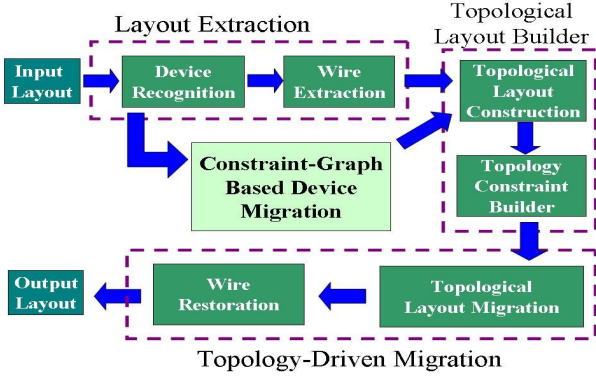 Layout Extraction
Topological
Layout Builder
Input
Layout
Device
Recognition
Wire
Extraction
Topological
Layout
Construction
Constraint-Graph
Based Device
Migration
Topology
Constraint
Builder
Output
Layout
Wire
Restoration
Topological
Layout Migration
Topology-Driven Migration